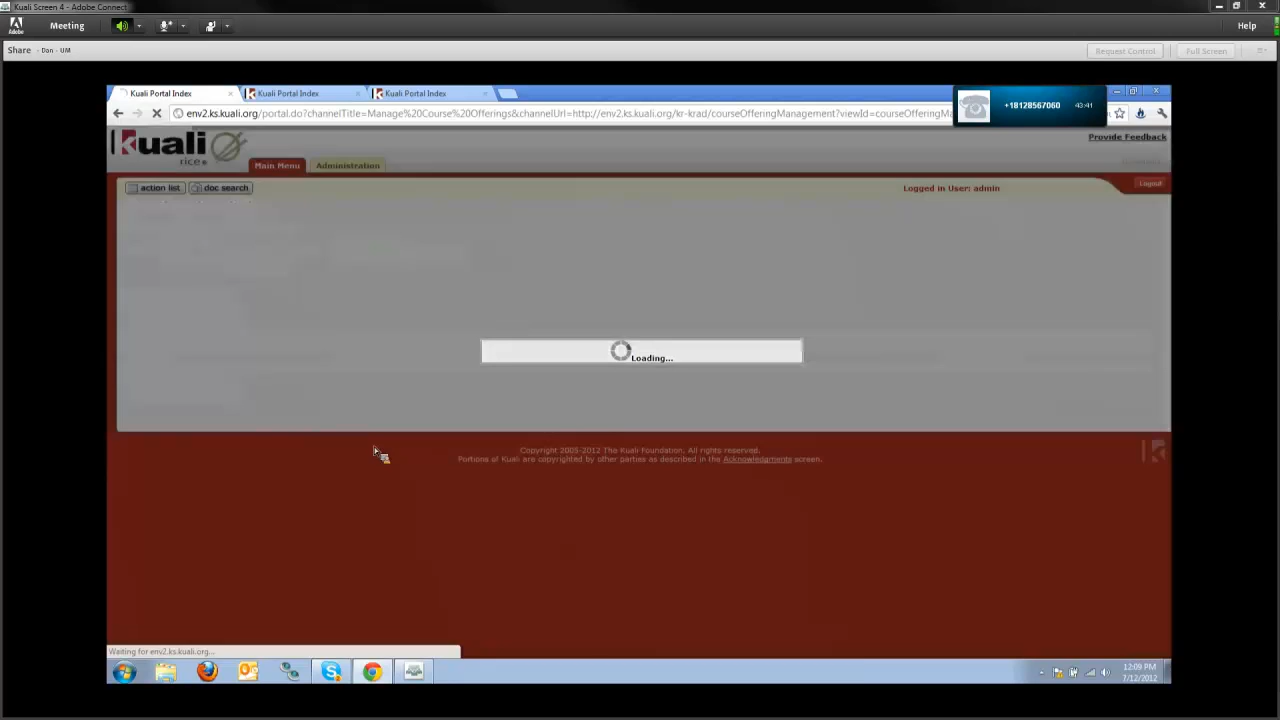 Kuali Screen 4 - Adobe Connect
Adobe
Meeting
Help
Share
Don - UM
Request Control
Full Screen
Kuali Portal Index
Kuali Portal Index
Kuali Portal Index
env2.ks.kuali.org/portal.do?channelTitle=Manage%20Course%20Offerings&channelUrl=http://env2.ks.kuali.org/kr-krad/courseOfferingManagement?viewId=courseOfferingMa
+18128567060
43:41
kuali
rice
Provide Feedback
Main Menu
Administration
action list
doc search
Logged in User: admin
Logout
Loading...
Copyright 2005-2012 The Kuali Foundation. All rights reserved.
Portions of Kuali are copyrighted by other parties as described in the Acknowledgments screen.
Waiting for env2.ks.kuali.org...
12:09 PM
7/12/2012